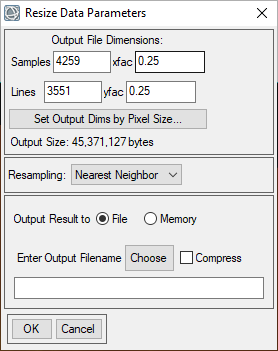 Resize Data Parameters
Output File Dimensions:
Samples 4259 xfac 0.25
Lines 3551 yfac 0.25
Set Output Dims by Pixel Size...
Output Size: 45,371,127 bytes
Resampling: Nearest Neighbor
Output Result to File Memory
Enter Output Filename Choose Compress
OK Cancel